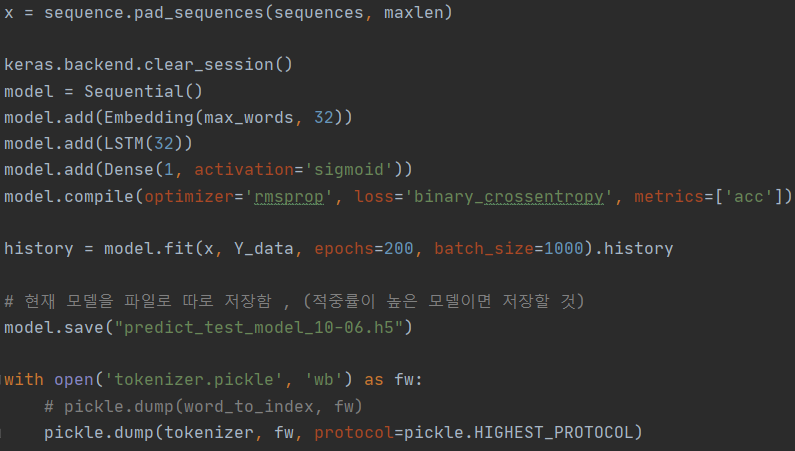 x = sequence.pad_sequences(sequences, maxlen)
keras.backend.clear_session()
model = Sequential()
model.add(Embedding(max_words, 32))
model.add(LSTM(32))
model.add(Dense(1, activation='sigmoid'))
model.compile(optimizer='rmsprop', loss='binary_crossentropy', metrics=['acc'])
history = model.fit(x, Y_data, epochs=200, batch_size=1000).history
# 현재 모델을 파일로 따로 저장함 , (적중률이 높은 모델이면 저장할 것)
model.save("predict_test_model_10-06.h5")
with open('tokenizer.pickle', 'wb') as fw:
    # pickle.dump(word_to_index, fw)
    pickle.dump(tokenizer, fw, protocol=pickle.HIGHEST_PROTOCOL)